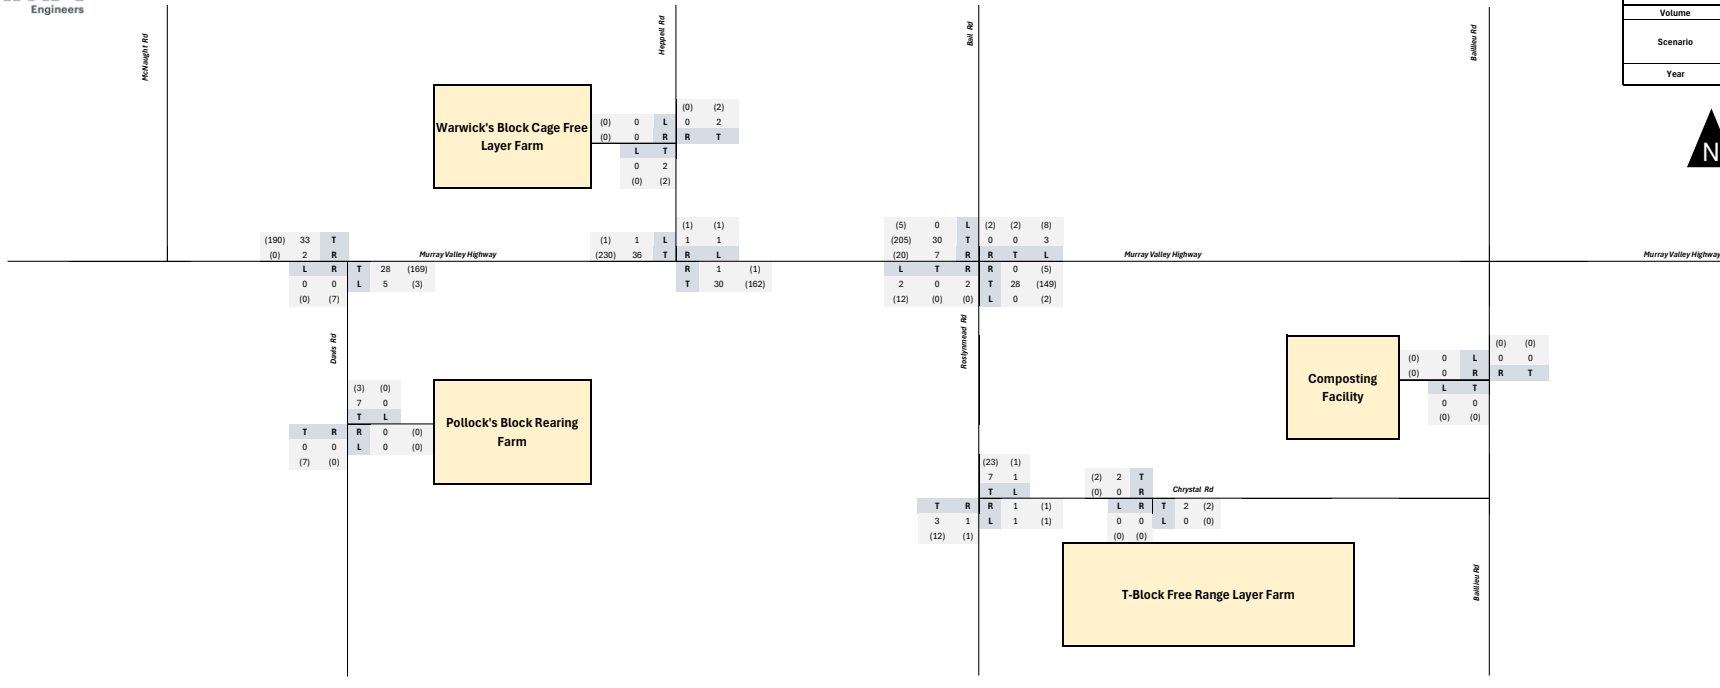 Engineers
Volume
Scenario
Year
N
McNaught Rd
Heppell Rd
Ball Rd
Baillieu Rd
Warwick's Block Cage Free
Layer Farm
(0) (2)
(0) 0 L 0 2
(0) 0 R R T
L T
0 2
(0) (2)
(190) 33 T
(0) 2 R
Murray Valley Highway
L R T 28 (169)
0 0 L 5 (3)
(0) (7)
(1) (1)
(1) 1 L 1 1
(230) 36 T R L
R 1 (1)
T 30 (162)
(5) 0 L (2) (2) (8)
(205) 30 T 0 0 3
(20) 7 R R T L
L T R R 0 (5)
2 0 2 T 28 (149)
(12) (0) (0) L 0 (2)
Murray Valley Highway
Murray Valley Highway
Davis Rd
Roslynmead Rd
(3) (0)
7 0
T L
T R R 0 (0)
0 0 L 0 (0)
(7) (0)
Pollock's Block Rearing
Farm
Composting
Facility
(0) (0)
(0) 0 L 0 0
(0) 0 R R T
L T
0 0
(0) (0)
(23) (1)
7 1
T L
T R R 1 (1)
3 1 L 1 (1)
(12) (1)
(2) 2 T
(0) 0 R
Chrystal Rd
L R T 2 (2)
0 0 L 0 (0)
(0) (0)
T-Block Free Range Layer Farm
Baillieu Rd